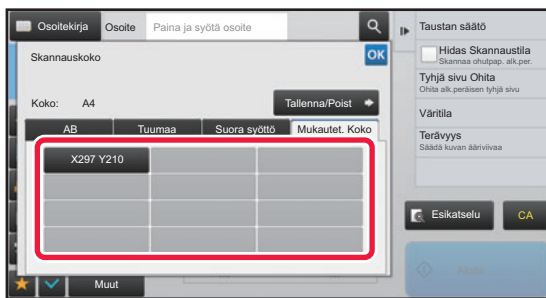 Osoitekirja
Osoite
Paina ja syötä osoite
Skannauskoko
OK
Koko: A4
Tallenna/Poist
AB
Tuumaa
Suora syöttö
Mukautet. Koko
X297 Y210
Muut
Taustan säätö
Hidas Skannaustila
Skannaa ohutpap. alk.per.
Tyhjä sivu Ohita
Ohita alk.peräisen tyhjä sivu
Väritila
Terävyys
Säädä kuvan ääriviivaa
Esikatselu
CA